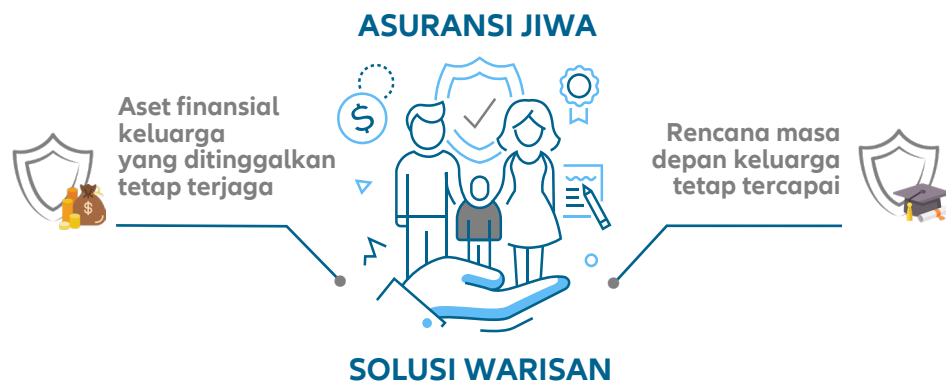 ASURANSI JIWA
Aset finansial
keluarga
yang ditinggalkan
tetap terjaga
$
$
Rencana masa
depan keluarga
tetap tercapai
SOLUSI WARISAN